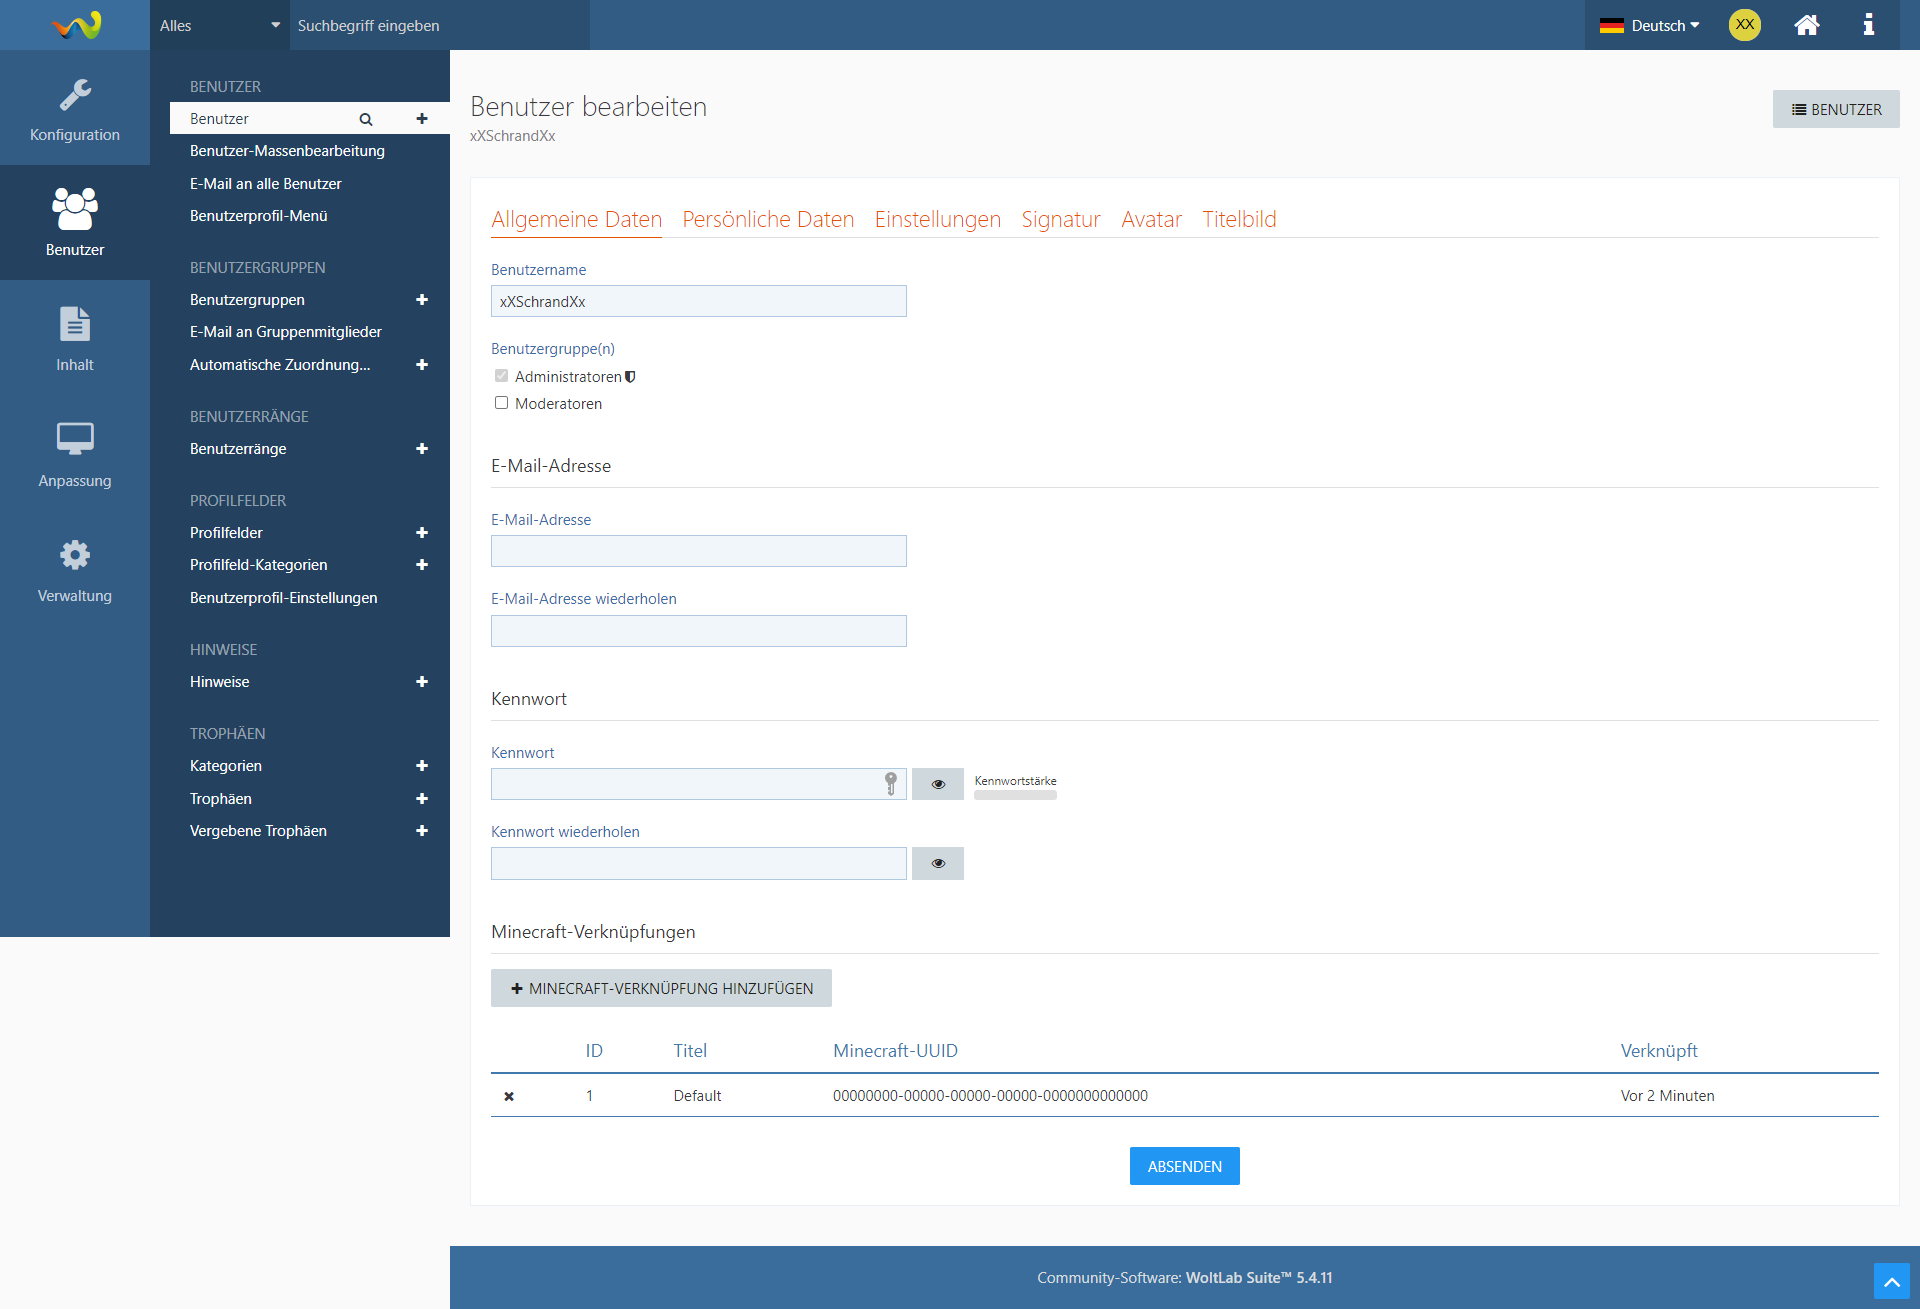 Alles
Suchbegriff eingeben
Deutsch
XX
Konfiguration
Benutzer
Inhalt
Anpassung
Verwaltung
BENUTZER
Benutzer
Benutzer-Massenbearbeitung
E-Mail an alle Benutzer
Benutzerprofil-Menü
BENUTZERGRUPPEN
Benutzergruppen
E-Mail an Gruppenmitglieder
Automatische Zuordnung...
BENUTZERRÄNGE
Benutzerränge
PROFILFELDER
Profilfelder
Profilfeld-Kategorien
Benutzerprofil-Einstellungen
HINWEISE
Hinweise
TROPHÄEN
Kategorien
Trophäen
Vergebene Trophäen
Benutzer bearbeiten
xXSchrandXx
BENUTZER
Allgemeine Daten Persönliche Daten Einstellungen Signatur Avatar Titelbild
Benutzername
xXSchrandXx
Benutzergruppe(n)
Administratoren
Moderatoren
E-Mail-Adresse
E-Mail-Adresse
E-Mail-Adresse wiederholen
Kennwort
Kennwort
Kennwortstärke
Kennwort wiederholen
Minecraft-Verknüpfungen
MINECRAFT-VERKNÜPFUNG HINZUFÜGEN
ID Titel Minecraft-UUID Verknüpft
1 Default 00000000-00000-00000-00000-0000000000000 Vor 2 Minuten
ABSENDEN
Community-Software: WoltLab Suite™ 5.4.11